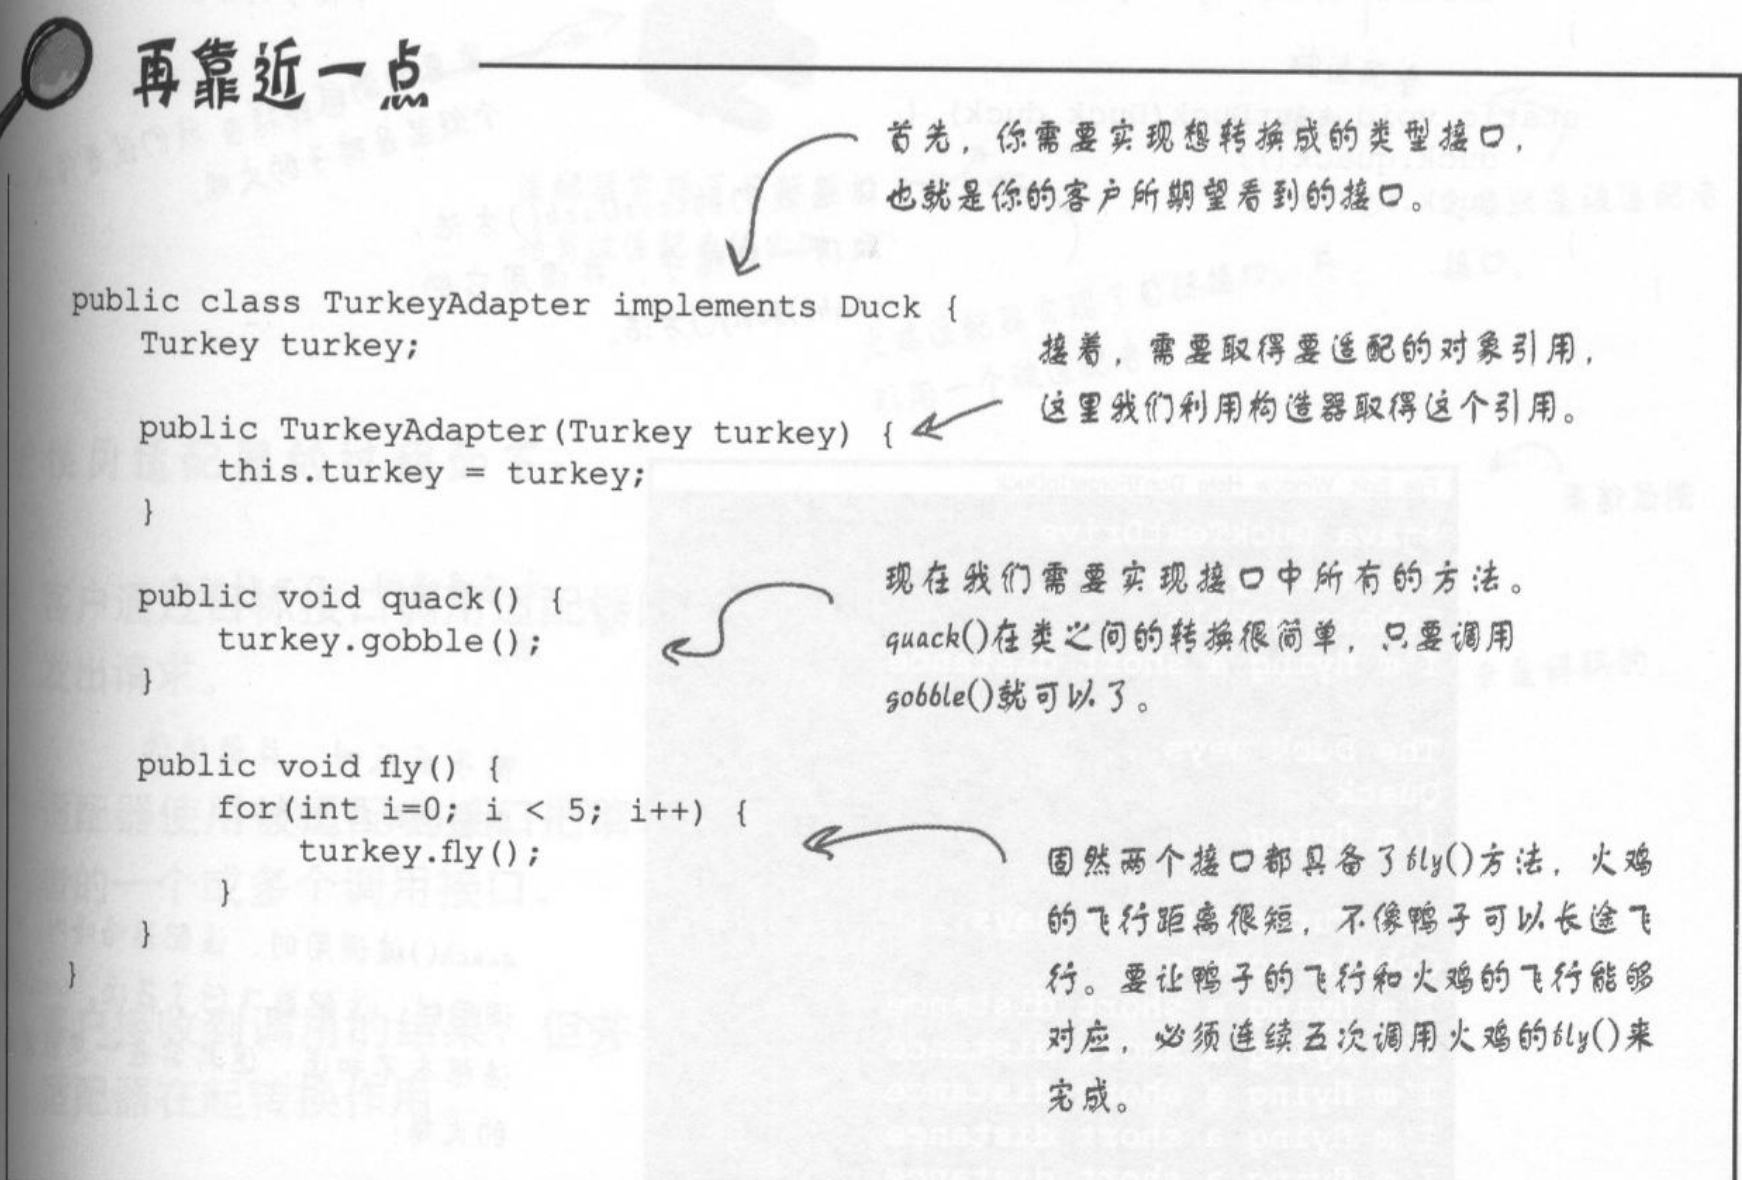 再靠近一点
首先，你需要实现想转换成的类型接口，
也就是你的客户所期望看到的接口。
public class TurkeyAdapter implements Duck {
Turkey turkey;
接着，需要取得要适配的对象引用，
这里我们利用构造器取得这个引用。
public TurkeyAdapter(Turkey turkey) {
this.turkey = turkey;
}
现在我们需要实现接口中所有的方法。
quack()在类之间的转换很简单，只要调用
gobble()就可以了。
public void quack() {
turkey.gobble();
}
public void fly() {
for(int i=0; i < 5; i++) {
turkey.fly();
}
}
}
固然两个接口都具备了fly()方法，火鸡
的飞行距离很短，不像鸭子可以长途飞
行。要让鸭子的飞行和火鸡的飞行能够
对应，必须连续五次调用火鸡的fly()来
完成。